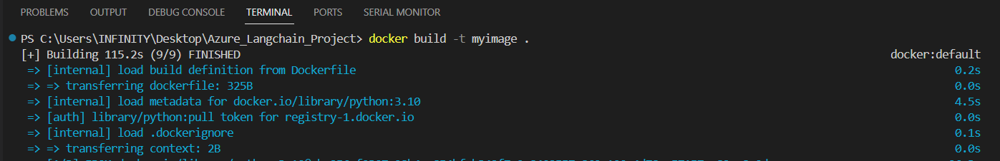 PROBLEMS OUTPUT DEBUG CONSOLE TERMINAL PORTS SERIAL MONITOR
PS C:\Users\INFINITY\Desktop\Azure_Langchain_Project> docker build -t myimage .
[+] Building 115.2s (9/9) FINISHED docker:default
=> [internal] load build definition from Dockerfile 0.2s
=> => transferring dockerfile: 325B 0.0s
=> [internal] load metadata for docker.io/library/python:3.10 4.5s
=> [auth] library/python:pull token for registry-1.docker.io 0.0s
=> [internal] load .dockerignore 0.1s
=> => transferring context: 2B 0.0s